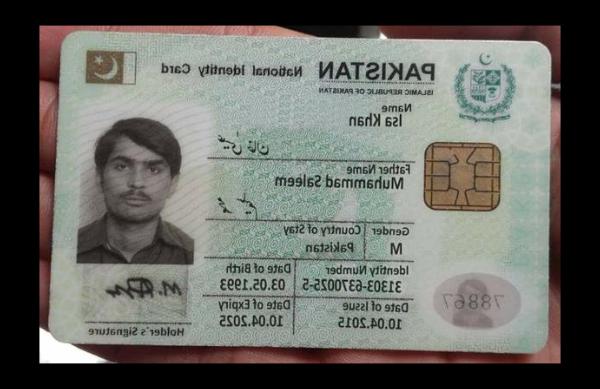 PAKISTAN National Identity Card
ISLAMIC REPUBLIC OF PAKISTAN
Name
Isa Khan
عیسیٰ خان
Father Name
Muhammad Saleem
Gender Country of Stay
M Pakistan
Identity Number Date of Birth
31303-6370025-5 03.05.1993
Date of Issue Date of Expiry
10.04.2015 10.04.2025
78867
Holder's Signature